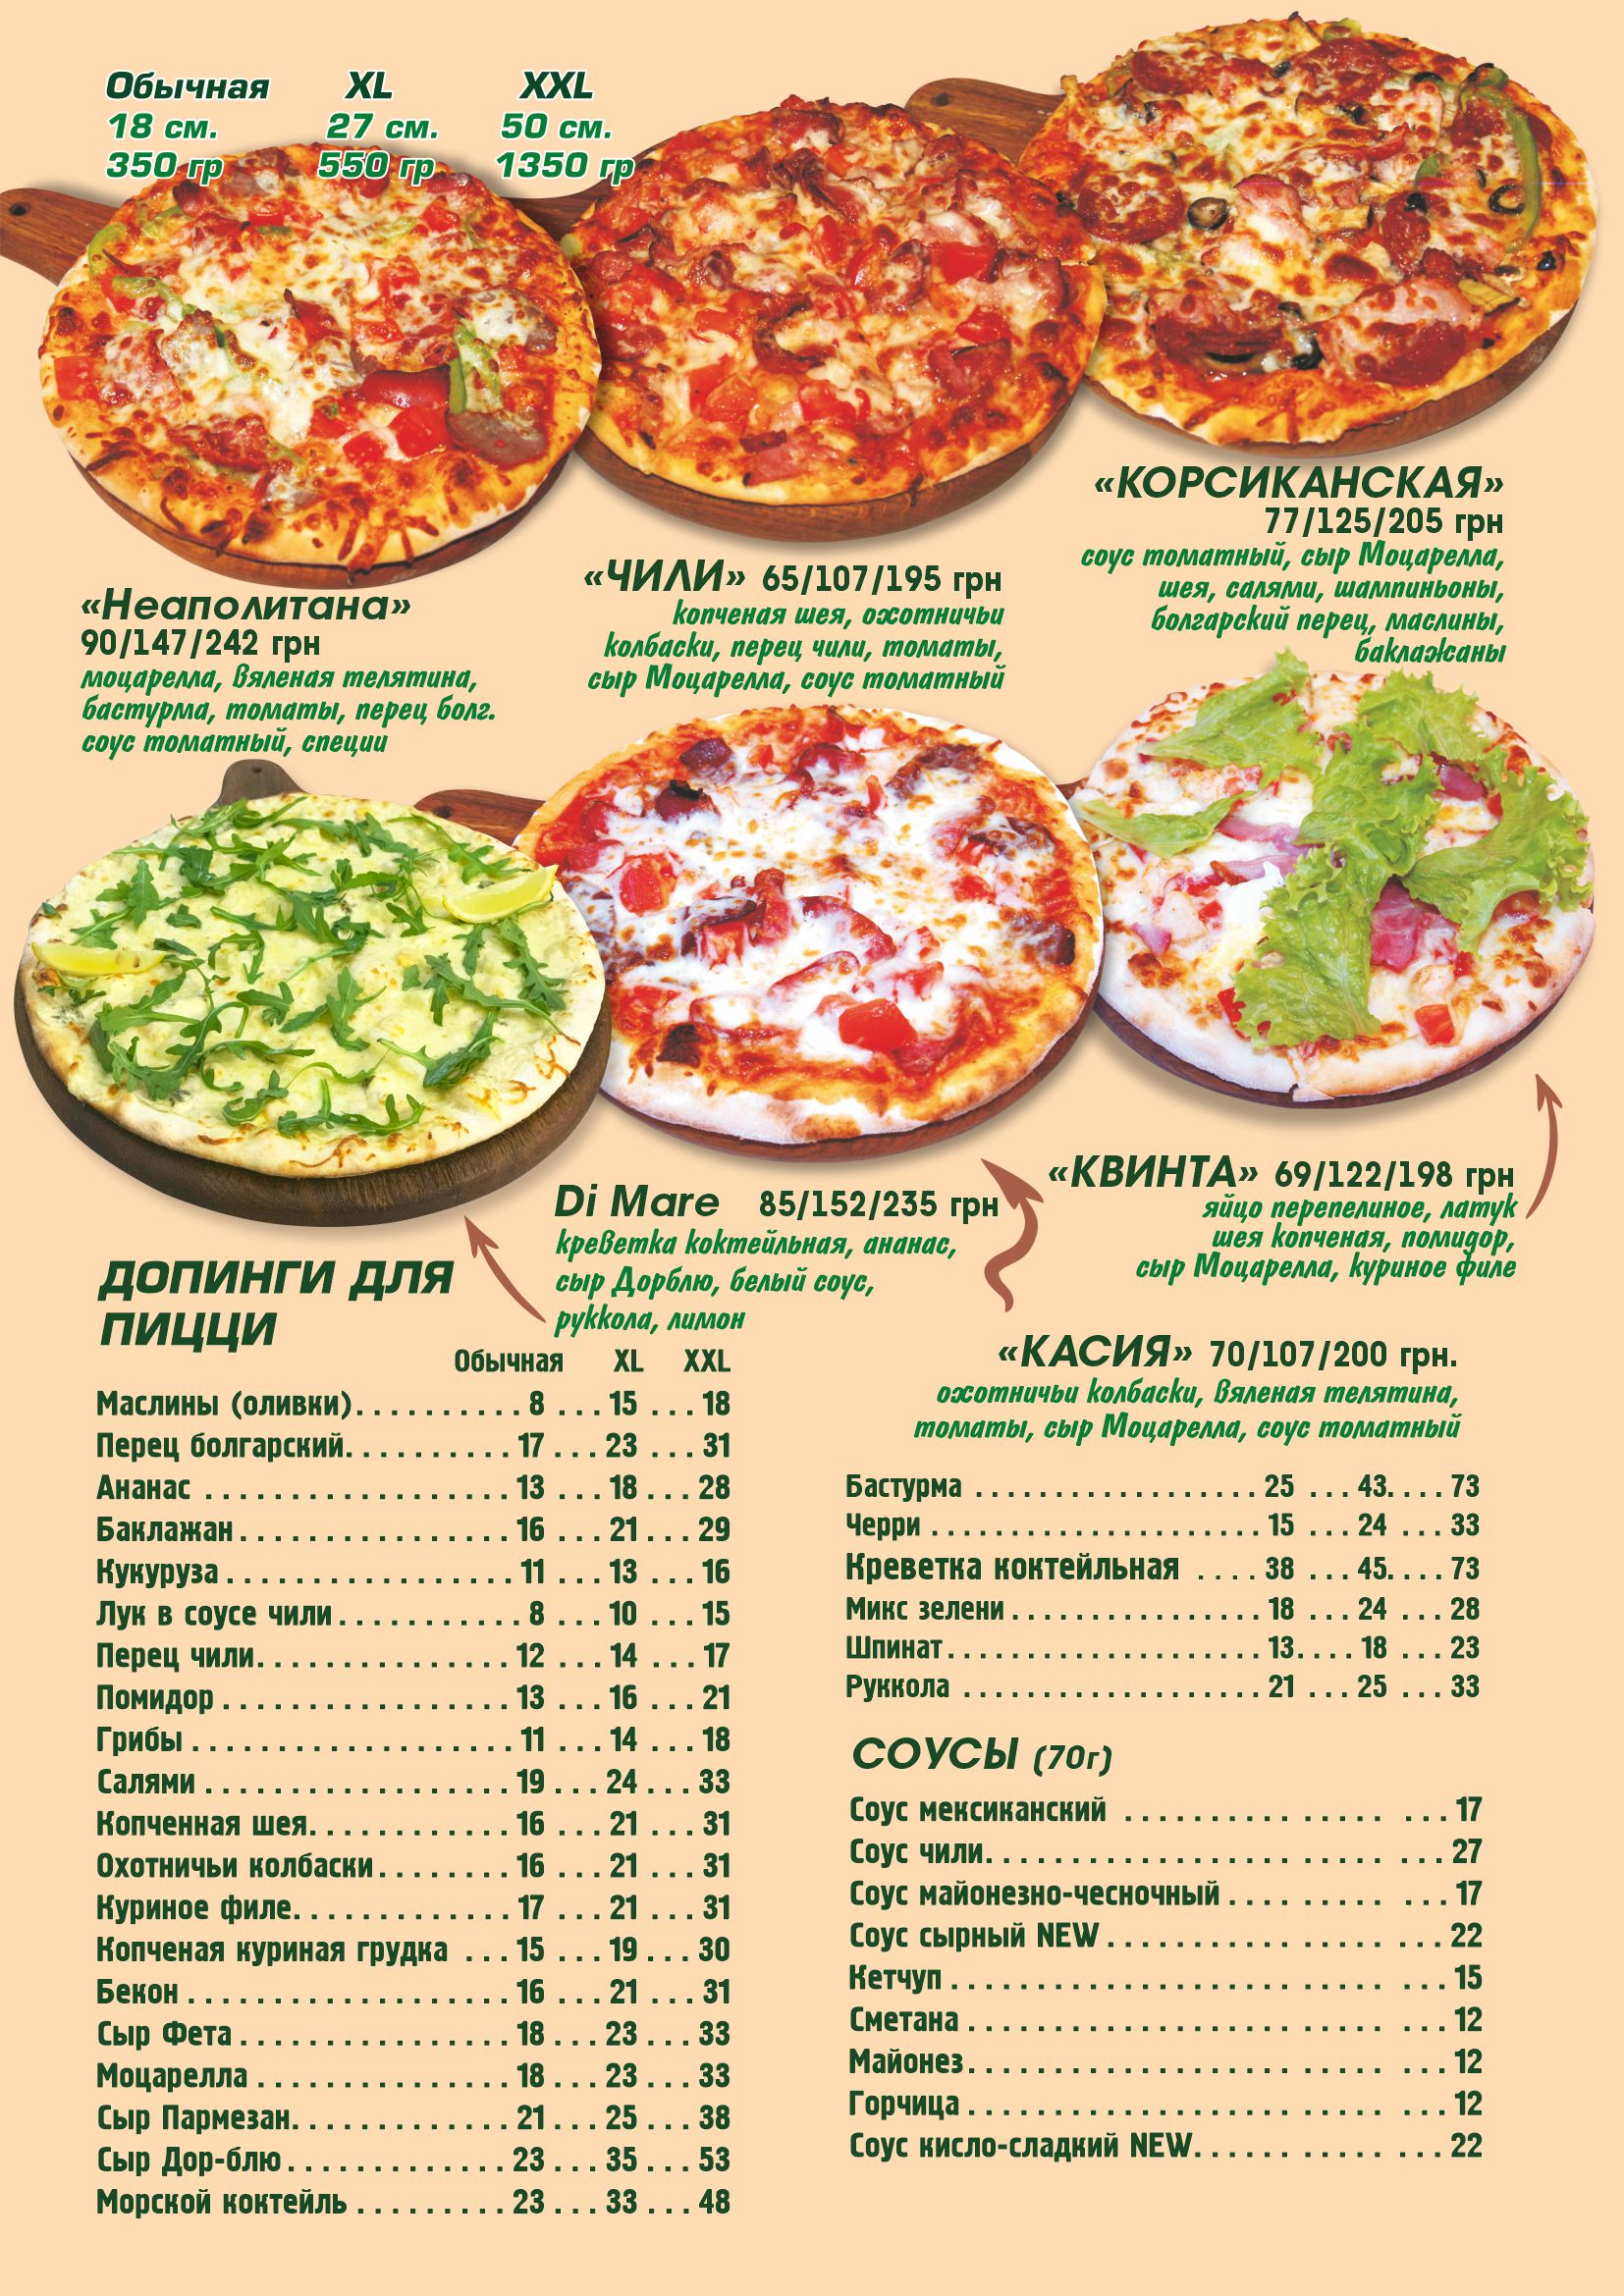 Обычная XL XXL
18 см. 27 см. 50 см.
350 гр 550 гр 1350 гр
«КОРСИКАНСКАЯ»
77/125/205 грн
соус томатный, сыр Моцарелла,
шея, салями, шампиньоны,
болгарский перец, маслины,
баклажаны
«ЧИЛИ» 65/107/195 грн
копченая шея, охотничьи
колбаски, перец чили, томаты,
сыр Моцарелла, соус томатный
«Неаполитана»
90/147/242 грн
моцарелла, вяленая телятина,
бастурма, томаты, перец болг.
соус томатный, специи
Di Mare 85/152/235 грн
креветка коктейльная, ананас,
сыр Дорблю, белый соус,
руккола, лимон
«КВИНТА» 69/122/198 грн
яйцо перепелиное, латук
шея копченая, помидор,
сыр Моцарелла, куриное филе
«КАСИЯ» 70/107/200 грн.
охотничьи колбаски, вяленая телятина,
томаты, сыр Моцарелла, соус томатный
ДОПИНГИ ДЛЯ
ПИЦЦИ
Обычная XL XXL
Маслины (оливки). . . . . . . . . . 8 . . . 15 . . . 18
Перец болгарский. . . . . . . . . . 17 . . . 23 . . . 31
Ананас . . . . . . . . . . . . . . . . . . 13 . . . 18 . . . 28
Баклажан . . . . . . . . . . . . . . . . 16 . . . 21 . . . 29
Кукуруза . . . . . . . . . . . . . . . . . 11 . . . 13 . . . 16
Лук в соусе чили . . . . . . . . . . . 8 . . . 10 . . . 15
Перец чили. . . . . . . . . . . . . . . 12 . . . 14 . . . 17
Помидор . . . . . . . . . . . . . . . . . 13 . . . 16 . . . 21
Грибы . . . . . . . . . . . . . . . . . . . 11 . . . 14 . . . 18
Салями . . . . . . . . . . . . . . . . . . 19 . . . 24 . . . 33
Копченная шея. . . . . . . . . . . . 16 . . . 21 . . . 31
Охотничьи колбаски . . . . . . . . 16 . . . 21 . . . 31
Куриное филе. . . . . . . . . . . . . 17 . . . 21 . . . 31
Копченая куриная грудка . . . 15 . . . 19 . . . 30
Бекон . . . . . . . . . . . . . . . . . . . 16 . . . 21 . . . 31
Сыр Фета . . . . . . . . . . . . . . . . 18 . . . 23 . . . 33
Моцарелла . . . . . . . . . . . . . . . 18 . . . 23 . . . 33
Сыр Пармезан. . . . . . . . . . . . . 21 . . . 25 . . . 38
Сыр Дор-блю . . . . . . . . . . . . . 23 . . . 35 . . . 53
Морской коктейль . . . . . . . . . 23 . . . 33 . . . 48
Бастурма . . . . . . . . . . . . . . . . . 25 . . . 43. . . . 73
Черри . . . . . . . . . . . . . . . . . . . . 15 . . . 24 . . . 33
Креветка коктейльная . . . . 38 . . . 45. . . . 73
Микс зелени . . . . . . . . . . . . . . . 18 . . . 24 . . . 28
Шпинат . . . . . . . . . . . . . . . . . . . 13. . . . 18 . . . 23
Руккола . . . . . . . . . . . . . . . . . . 21 . . . 25 . . . 33
СОУСЫ (70г)
Соус мексиканский . . . . . . . . . . . . . . . . . . 17
Соус чили. . . . . . . . . . . . . . . . . . . . . . . . . . 27
Соус майонезно-чесночный . . . . . . . . . . . . 17
Соус сырный NEW . . . . . . . . . . . . . . . . . . . 22
Кетчуп . . . . . . . . . . . . . . . . . . . . . . . . . . . . 15
Сметана . . . . . . . . . . . . . . . . . . . . . . . . . . . 12
Майонез . . . . . . . . . . . . . . . . . . . . . . . . . . . 12
Горчица . . . . . . . . . . . . . . . . . . . . . . . . . . . 12
Соус кисло-сладкий NEW. . . . . . . . . . . . . . 22